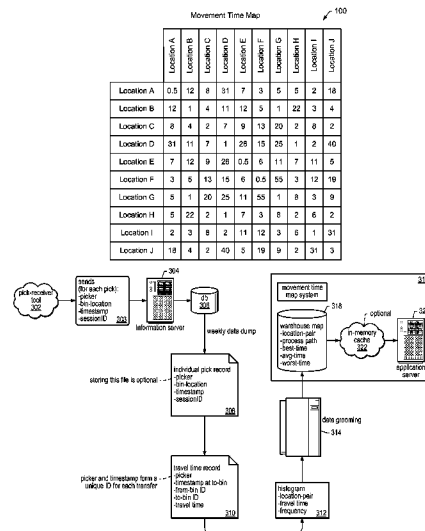 Movement Time Map
100
Location A Location B Location C Location D Location E Location F Location G Location H Location I Location J
Location A 0.5 12 8 31 7 3 5 5 2 18
Location B 12 1 4 11 12 5 1 22 3 4
Location C 8 4 2 7 9 13 20 2 8 2
Location D 31 11 7 1 26 15 25 1 2 40
Location E 7 12 9 26 0.5 6 11 7 11 5
Location F 3 5 13 15 6 0.5 55 3 12 19
Location G 5 1 20 25 11 55 1 8 3 9
Location H 5 22 2 1 7 3 8 2 6 2
Location I 2 3 8 2 11 12 3 6 1 31
Location J 18 4 2 40 5 19 9 2 31 3
pick-receiver
tool
302
sends
(for each pick):
-picker
-bin-location
-timestamp
-sessionID
303
304
information server
db
weekly data dump
storing this file is optional
individual pick record
-picker
-bin-location
-timestamp
-sessionID
picker and timestamp form a
unique ID for each transfer
travel time record
-picker
-timestamp at to-bin
-from-bin ID
-to-bin ID
-travel time
310
histogram
-location-pair
-travel time
-frequency
312
data grooming
314
movement time
map system
318
warehouse map
-location-pair
-process path
-best-time
-avg-time
-worst-time
optional
in-memory
cache
322
application
server